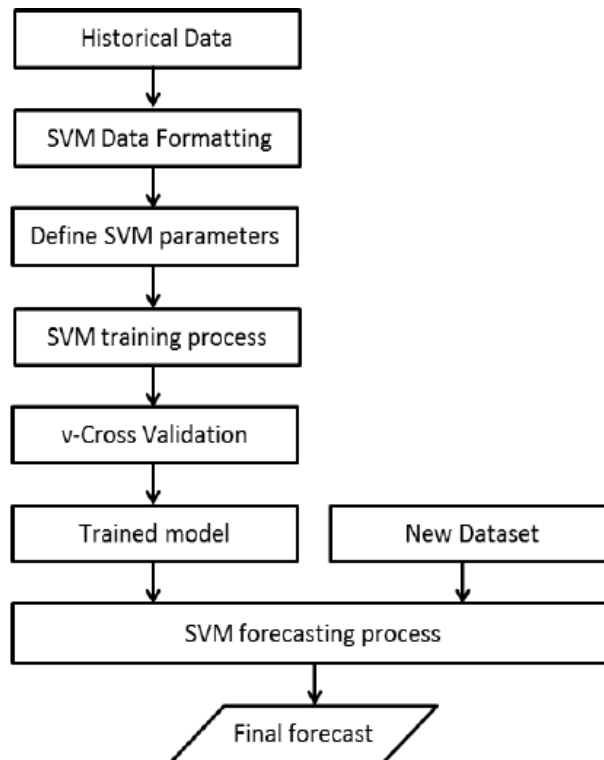 Historical Data
SVM Data Formatting
Define SVM parameters
SVM training process
v-Cross Validation
Trained model
New Dataset
SVM forecasting process
Final forecast